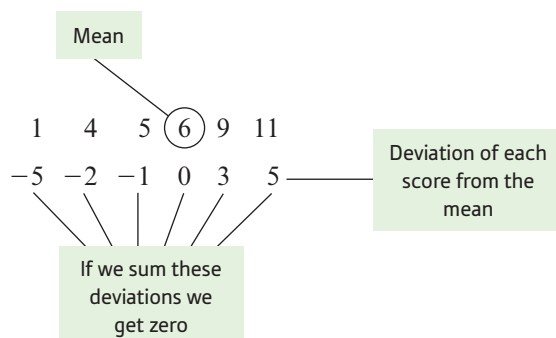 Mean
1 4 5 6 9 11
−5 −2 −1 0 3 5
Deviation of each
score from the
mean
If we sum these
deviations we
get zero